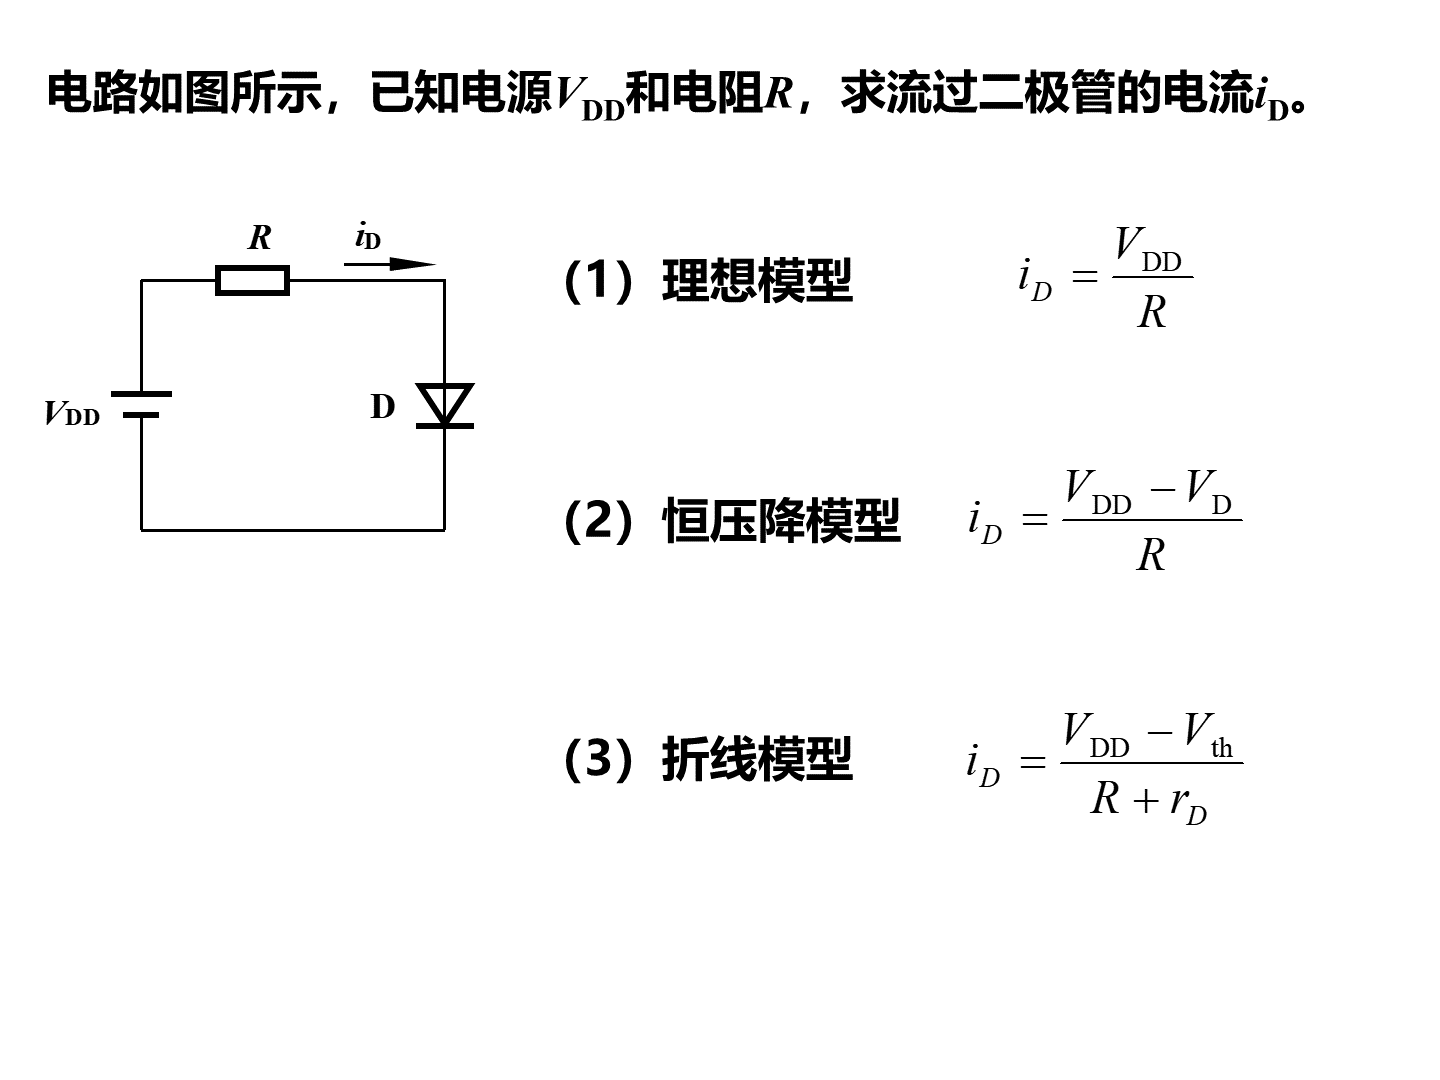 电路如图所示，已知电源VDD和电阻R，求流过二极管的电流iD。
R
iD
VDD
D
（1）理想模型 iD = VDD / R
（2）恒压降模型 iD = (VDD − VD) / R
（3）折线模型 iD = (VDD − Vth) / (R + rD)